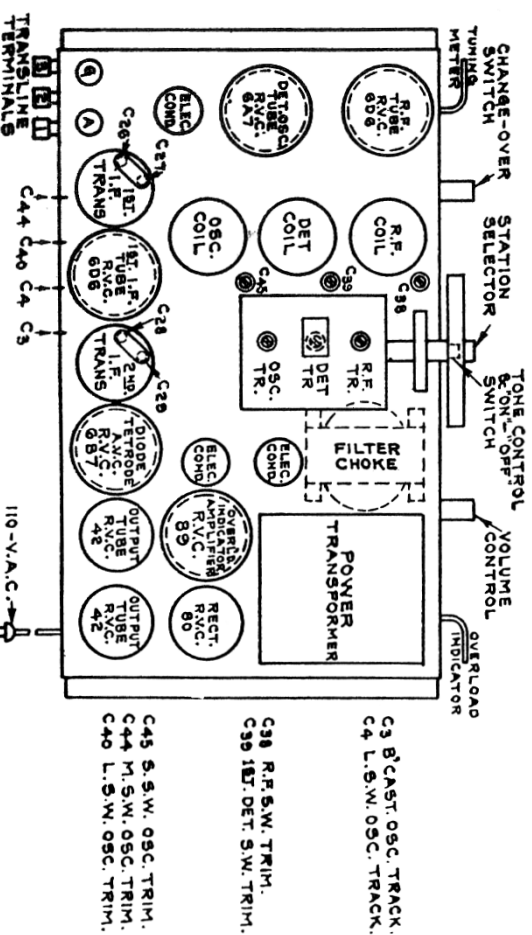 TUNING
METER
CHANGE-OVER
SWITCH
STATION
SELECTOR
TONE CONTROL
& "ON"-"OFF"
SWITCH
VOLUME
CONTROL
OVERLOAD
INDICATOR
R.F.
TUBE
R.V.C.
6D6
DET. OSC.
TUBE
R.V.C.
6A7
ELEC.
COND.
G
A
3
2
1
TRANSLINE
TERMINALS
R.F.
COIL
DET
COIL
OSC.
COIL
C38
C39
C45
R.F.
TR.
DET
TR
OSC.
TR.
FILTER
CHOKE
ELEC.
COND.
ELEC.
COND.
POWER
TRANSFORMER
C26
C27
1ST.
I.F.
TRANS
1ST. I.F.
TUBE
R.V.C.
6D6
C28
C29
2ND.
I.F.
TRANS
DIODE
TETRODE
A.V.C.
R.V.C.
6B7
OVERL'D
INDICATOR
AMPLIFIER
R.V.C.
89
RECT.
R.V.C.
80
OUTPUT
TUBE
R.V.C.
42
OUTPUT
TUBE
R.V.C.
42
C44
C40
C4
C3
110-V.A.C.
C3 B'CAST. OSC. TRACK.
C4 L.S.W. OSC. TRACK.
C38 R.F.S.W. TRIM.
C39 1ST. DET. S.W. TRIM.
C45 S.S.W. OSC. TRIM.
C44 M.S.W. OSC. TRIM.
C40 L.S.W. OSC. TRIM.